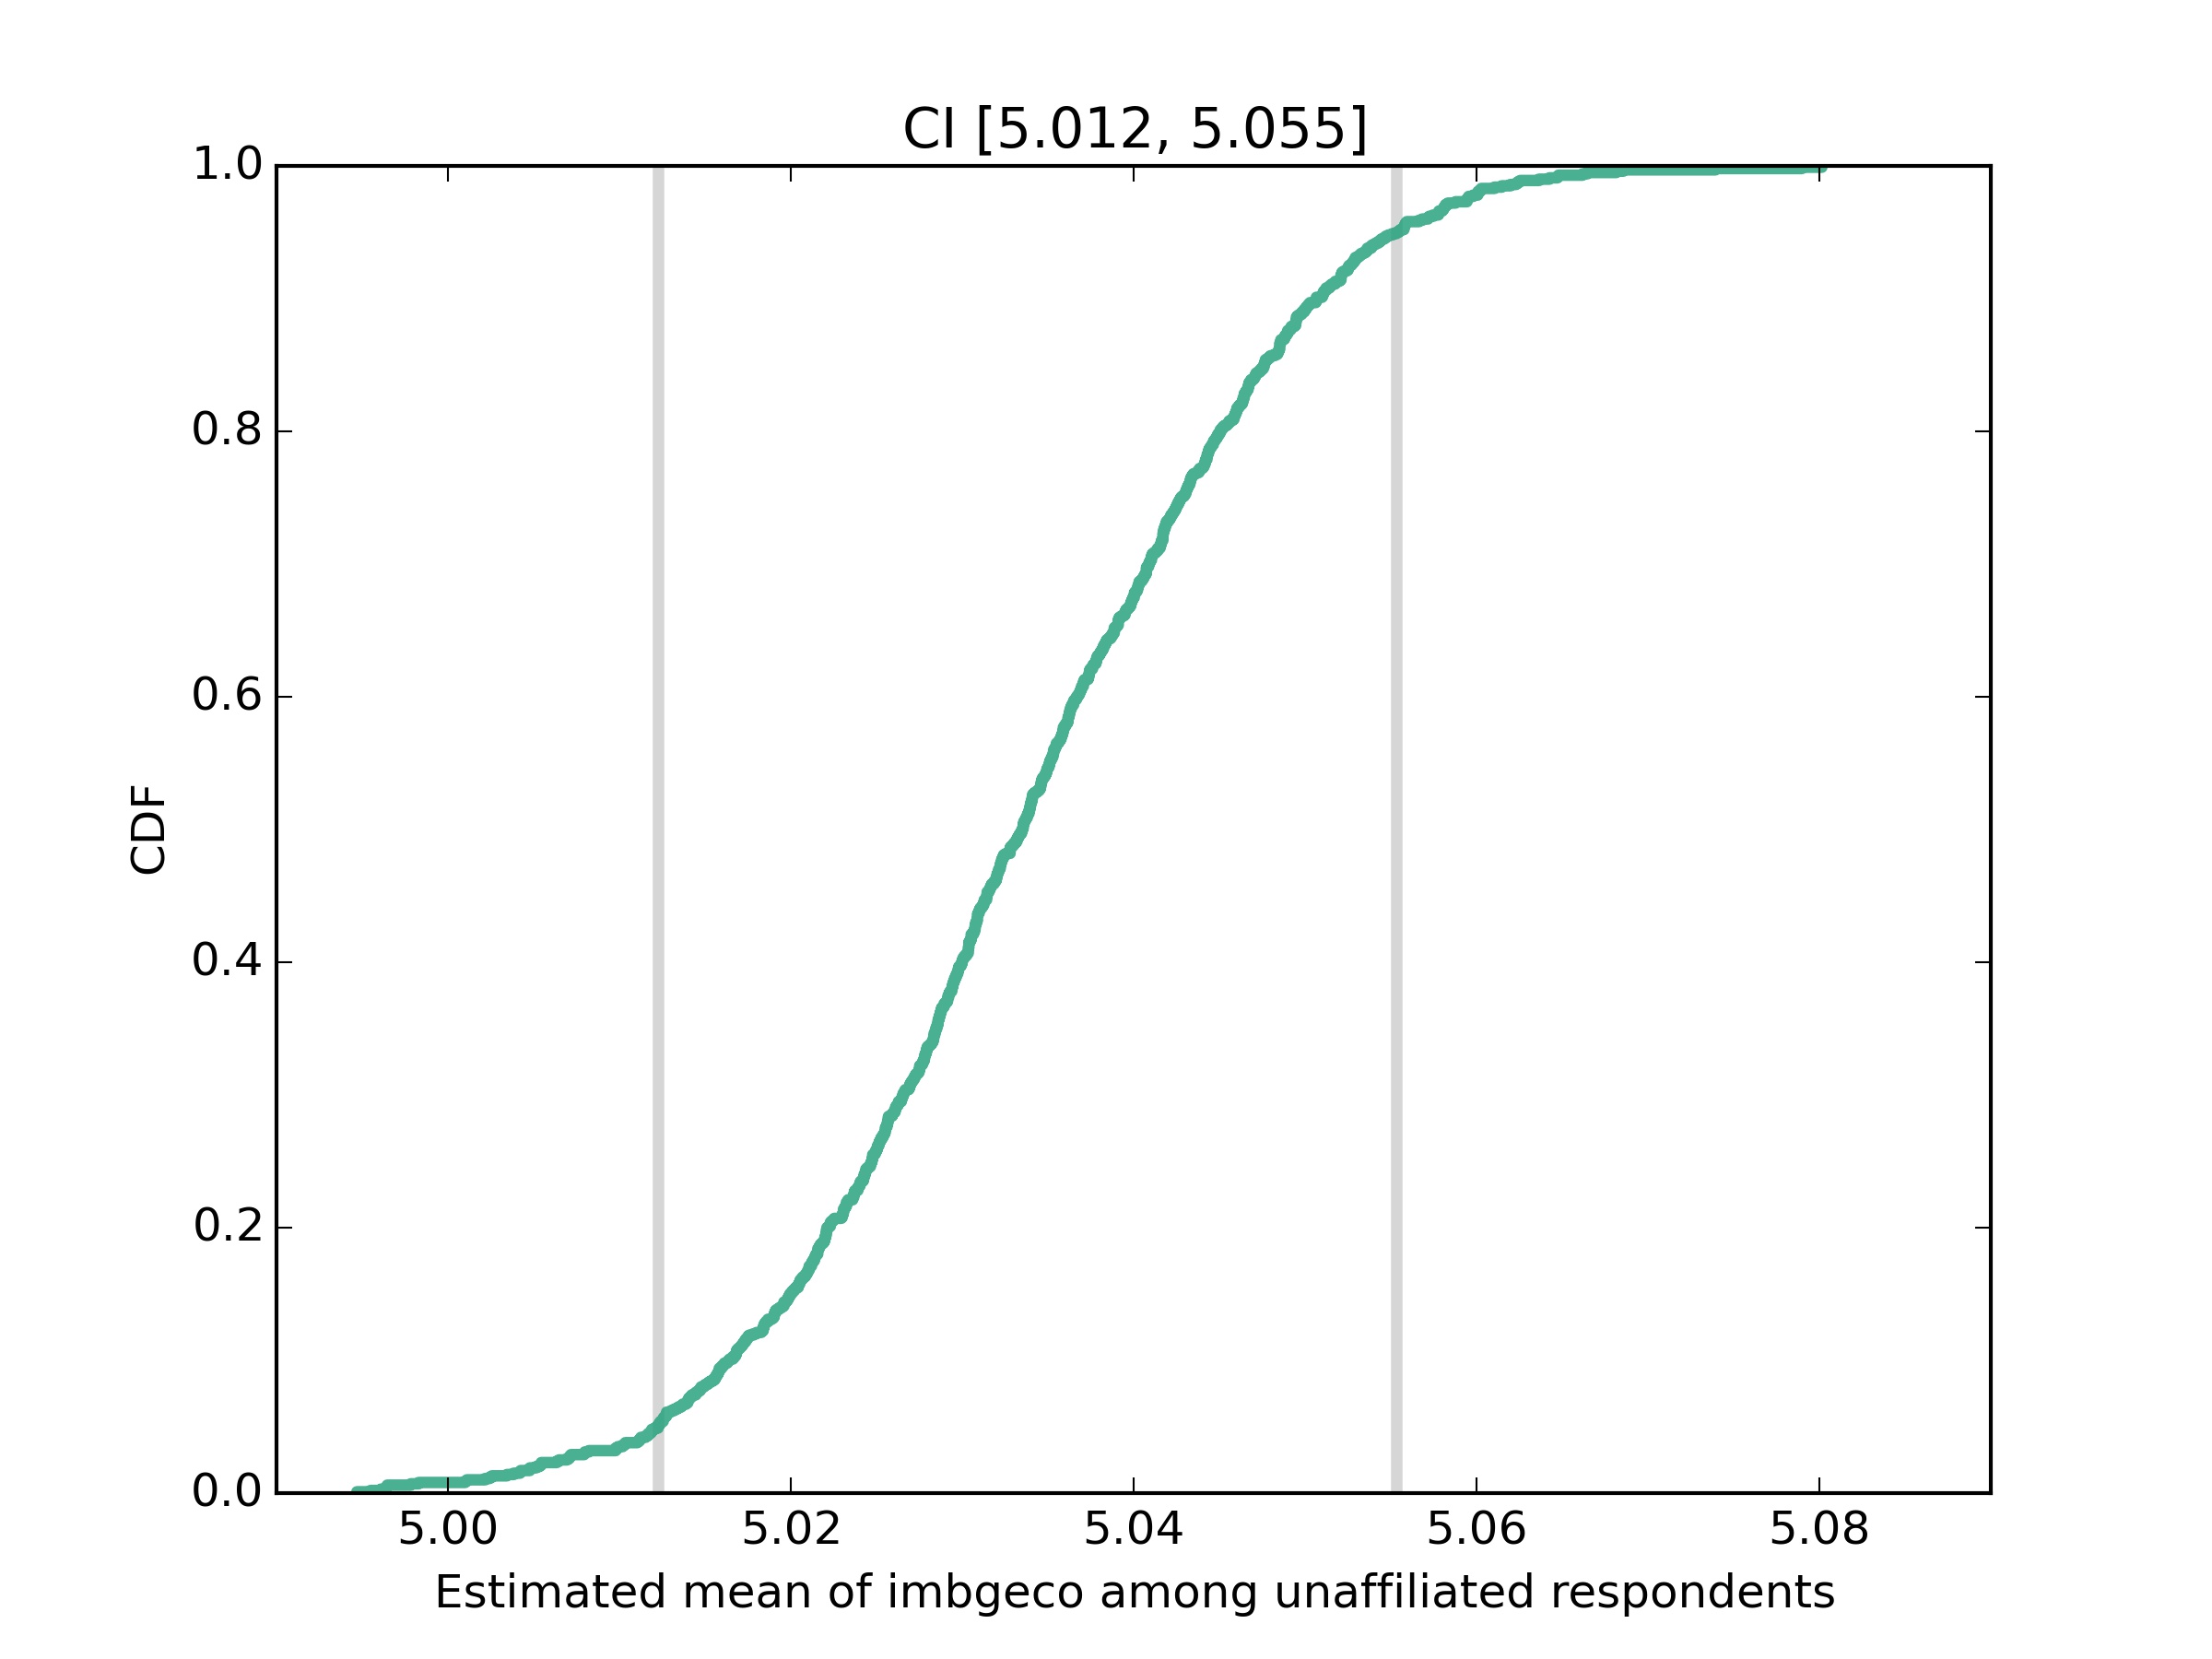 CI [5.012, 5.055]
1.0
0.8
0.6
0.4
0.2
0.0
CDF
5.00 5.02 5.04 5.06 5.08
Estimated mean of imbgeco among unaffiliated respondents